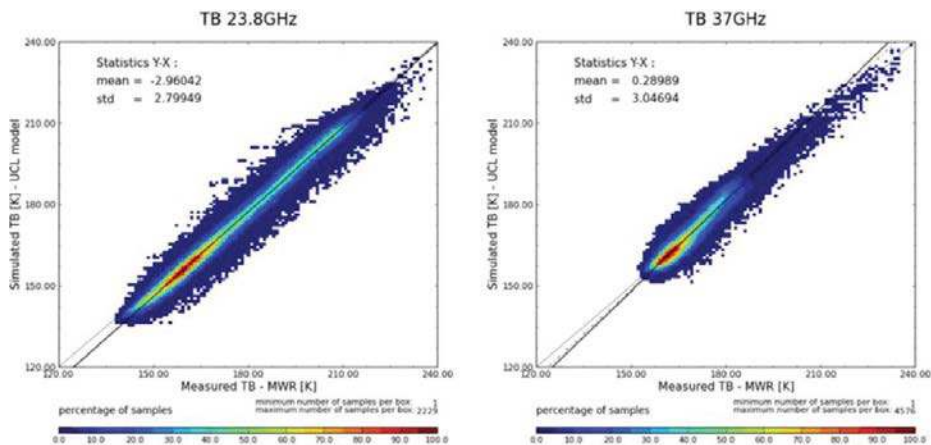 TB 23.8GHz
Statistics Y-X :
mean = -2.96042
std = 2.79949
240.00
210.00
180.00
150.00
120.00
Simulated TB [K] - UCL model
120.00 150.00 180.00 210.00 240.00
Measured TB - MWR [K]
percentage of samples
minimum number of samples per box: 1
maximum number of samples per box: 2229
0.0 10.0 20.0 30.0 40.0 50.0 60.0 70.0 80.0 90.0 100.0
TB 37GHz
Statistics Y-X :
mean = 0.28989
std = 3.04694
240.00
210.00
180.00
150.00
120.00
Simulated TB [K] - UCL model
120.00 150.00 180.00 210.00 240.00
Measured TB - MWR [K]
percentage of samples
minimum number of samples per box: 1
maximum number of samples per box: 4576
0.0 10.0 20.0 30.0 40.0 50.0 60.0 70.0 80.0 90.0 100.0